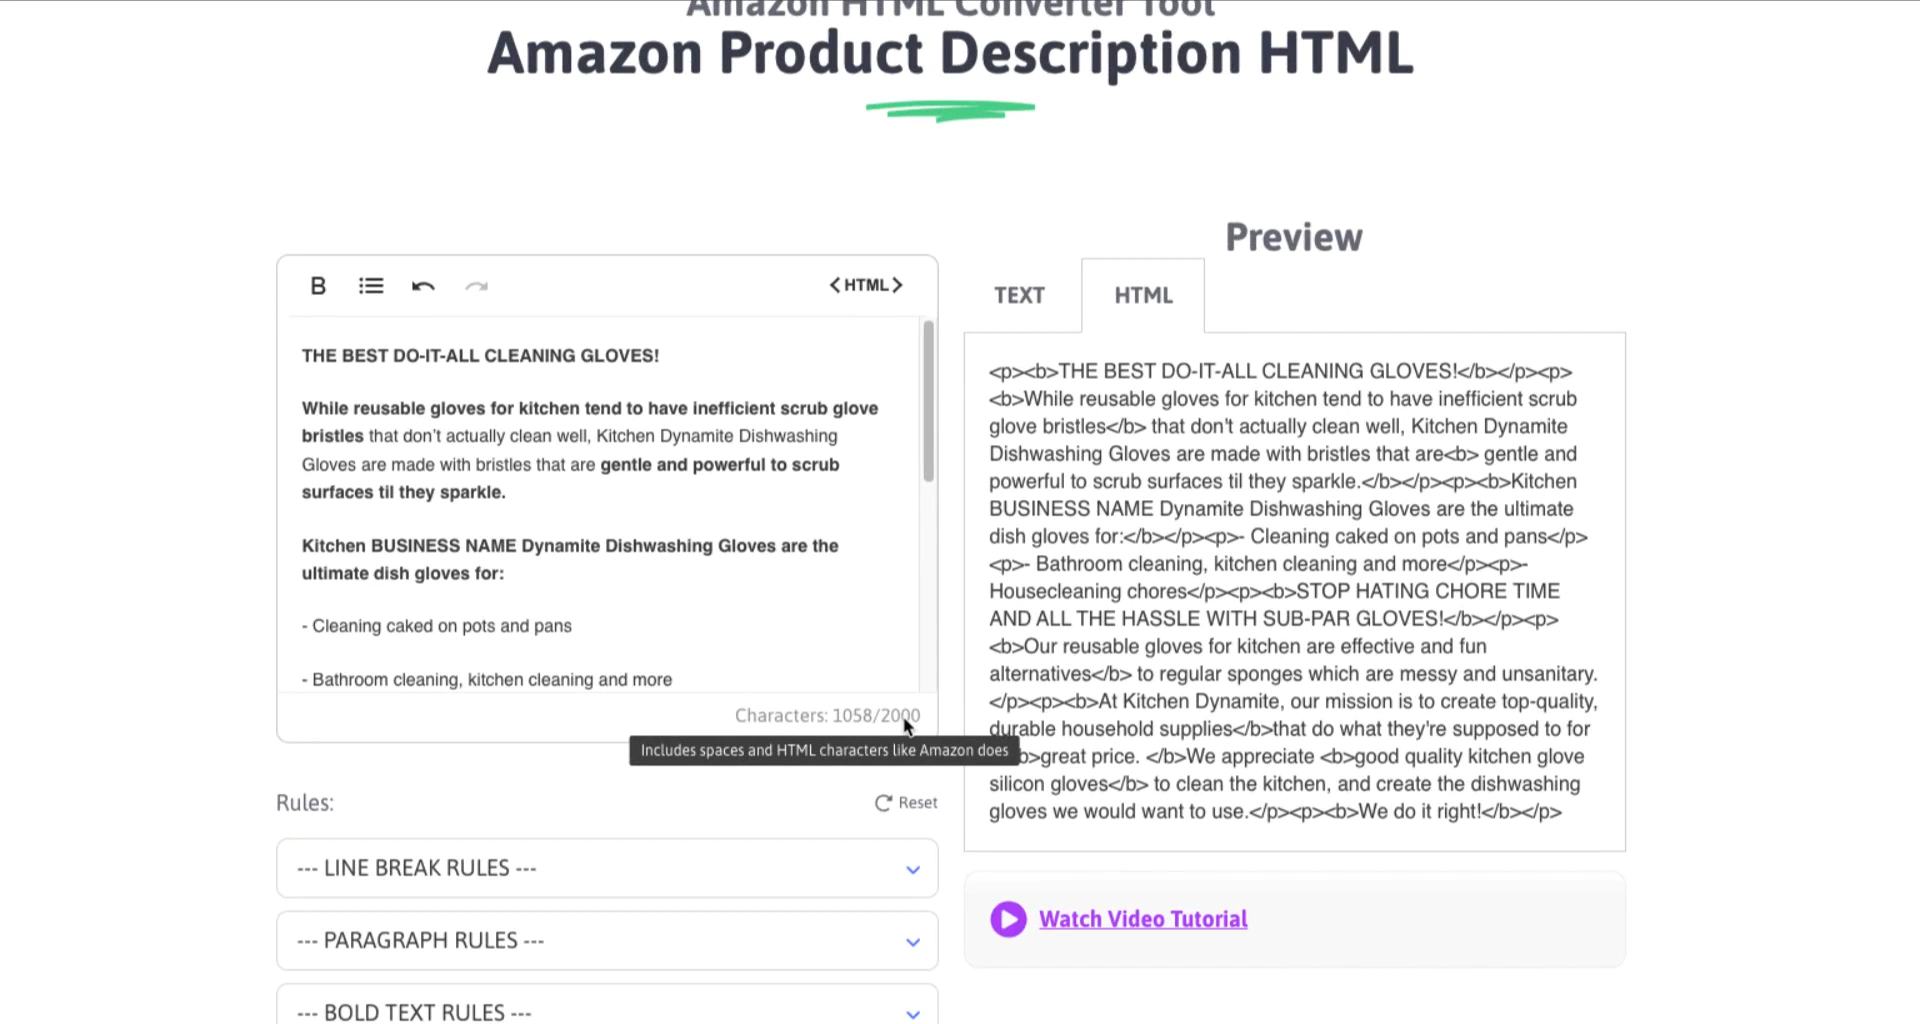 Amazon HTML Converter Tool
Amazon Product Description HTML
B
<HTML>
THE BEST DO-IT-ALL CLEANING GLOVES!
While reusable gloves for kitchen tend to have inefficient scrub glove
bristles that don't actually clean well, Kitchen Dynamite Dishwashing
Gloves are made with bristles that are gentle and powerful to scrub
surfaces til they sparkle.
Kitchen BUSINESS NAME Dynamite Dishwashing Gloves are the
ultimate dish gloves for:
- Cleaning caked on pots and pans
- Bathroom cleaning, kitchen cleaning and more
Characters: 1058/2000
Includes spaces and HTML characters like Amazon does
Rules:
Reset
--- LINE BREAK RULES ---
--- PARAGRAPH RULES ---
--- BOLD TEXT RULES ---
Preview
TEXT
HTML
<p><b>THE BEST DO-IT-ALL CLEANING GLOVES!</b></p><p>
<b>While reusable gloves for kitchen tend to have inefficient scrub
glove bristles</b> that don't actually clean well, Kitchen Dynamite
Dishwashing Gloves are made with bristles that are<b> gentle and
powerful to scrub surfaces til they sparkle.</b></p><p><b>Kitchen
BUSINESS NAME Dynamite Dishwashing Gloves are the ultimate
dish gloves for:</b></p><p>- Cleaning caked on pots and pans</p>
<p>- Bathroom cleaning, kitchen cleaning and more</p><p>-
Housecleaning chores</p><p><b>STOP HATING CHORE TIME
AND ALL THE HASSLE WITH SUB-PAR GLOVES!</b></p><p>
<b>Our reusable gloves for kitchen are effective and fun
alternatives</b> to regular sponges which are messy and unsanitary.
</p><p><b>At Kitchen Dynamite, our mission is to create top-quality,
durable household supplies</b>that do what they're supposed to for
b>great price. </b>We appreciate <b>good quality kitchen glove
silicon gloves</b> to clean the kitchen, and create the dishwashing
gloves we would want to use.</p><p><b>We do it right!</b></p>
Watch Video Tutorial